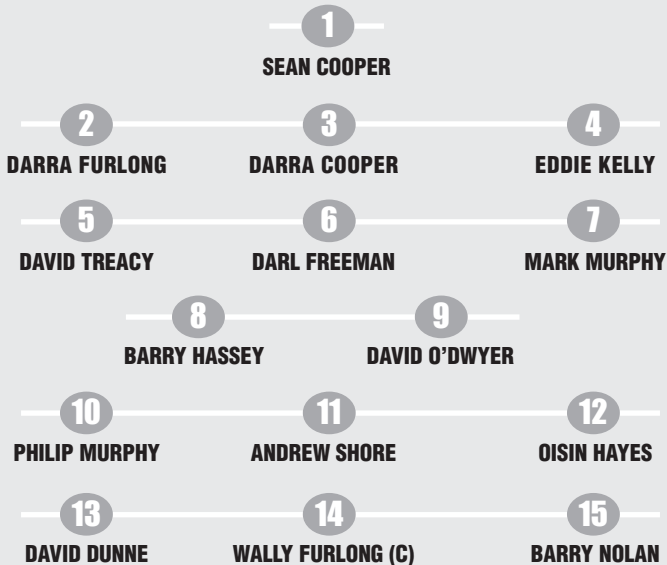 1
SEAN COOPER
2 3 4
DARRA FURLONG DARRA COOPER EDDIE KELLY
5 6 7
DAVID TREACY DARL FREEMAN MARK MURPHY
8 9
BARRY HASSEY DAVID O’DWYER
10 11 12
PHILIP MURPHY ANDREW SHORE OISIN HAYES
13 14 15
DAVID DUNNE WALLY FURLONG (C) BARRY NOLAN